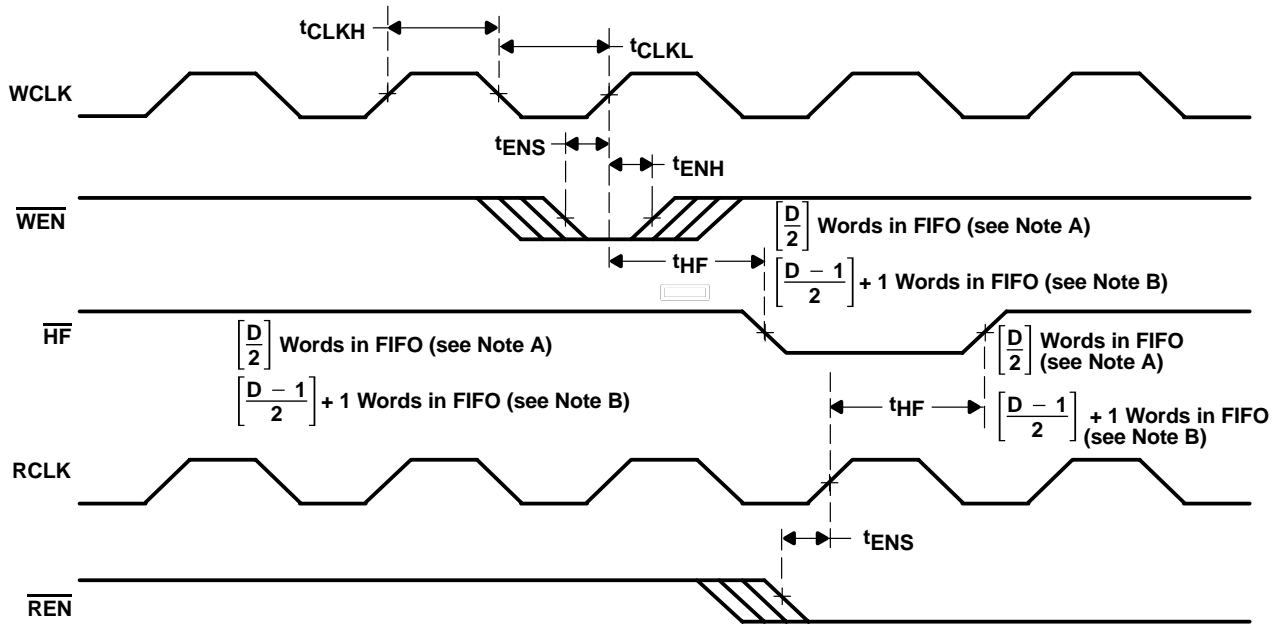 tCLKH
tCLKL
WCLK
tENS
tENH
WEN
[D/2] Words in FIFO (see Note A)
tHF
[D − 1/2] + 1 Words in FIFO (see Note B)
HF
[D/2] Words in FIFO (see Note A)
[D/2] Words in FIFO
(see Note A)
[D − 1/2] + 1 Words in FIFO (see Note B)
tHF
[D − 1/2] + 1 Words in FIFO
(see Note B)
RCLK
tENS
REN